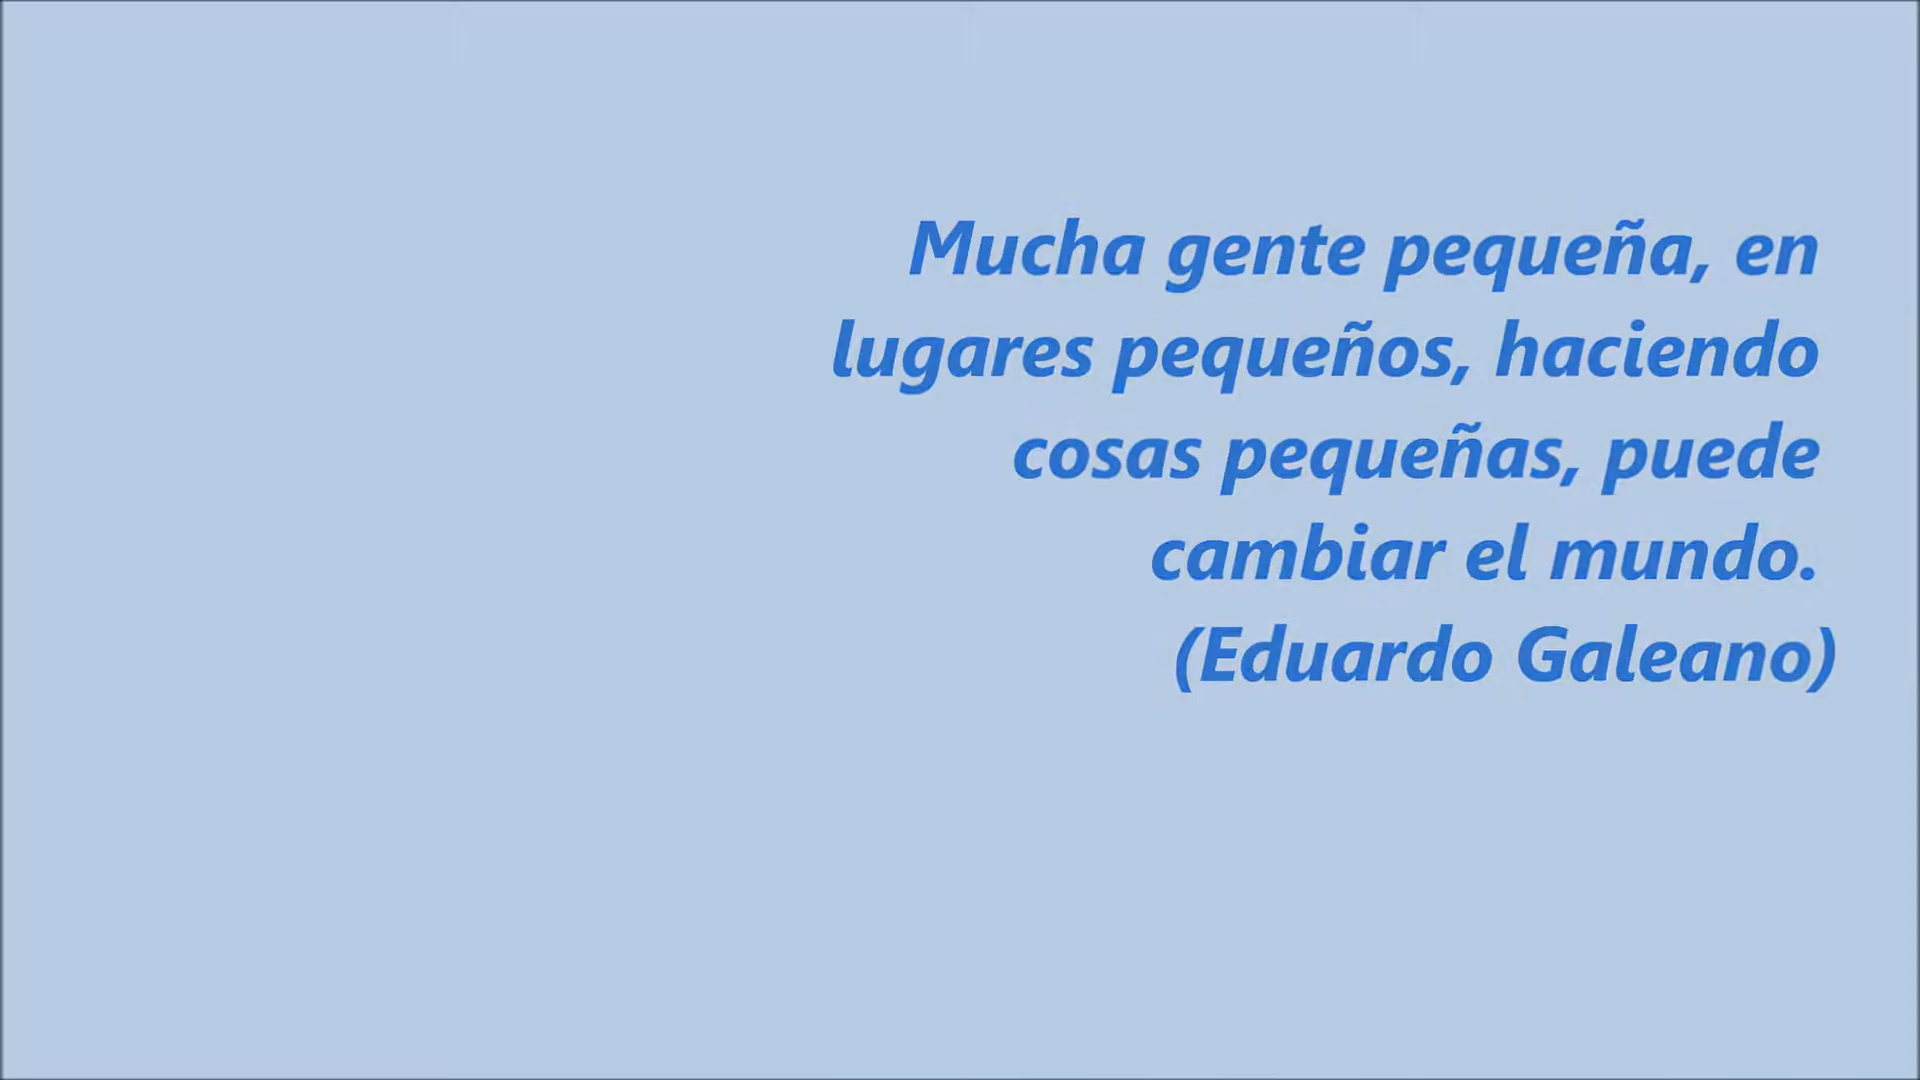 Mucha gente pequeña, en
lugares pequeños, haciendo
cosas pequeñas, puede
cambiar el mundo.
(Eduardo Galeano)